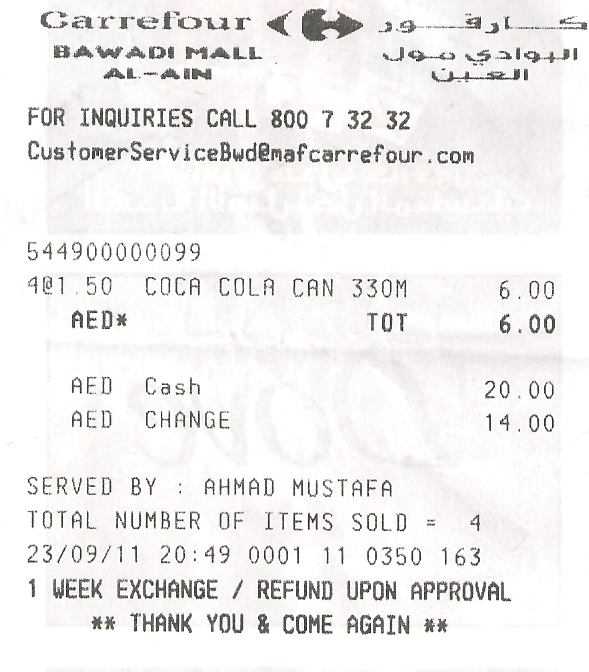 Carrefour كارفور
BAWADI MALL البوادي مول
AL-AIN العين
FOR INQUIRIES CALL 800 7 32 32
CustomerServiceBwd@mafcarrefour.com
544900000099
4@1.50 COCA COLA CAN 330M 6.00
AED* TOT 6.00
AED Cash 20.00
AED CHANGE 14.00
SERVED BY : AHMAD MUSTAFA
TOTAL NUMBER OF ITEMS SOLD = 4
23/09/11 20:49 0001 11 0350 163
1 WEEK EXCHANGE / REFUND UPON APPROVAL
** THANK YOU & COME AGAIN **